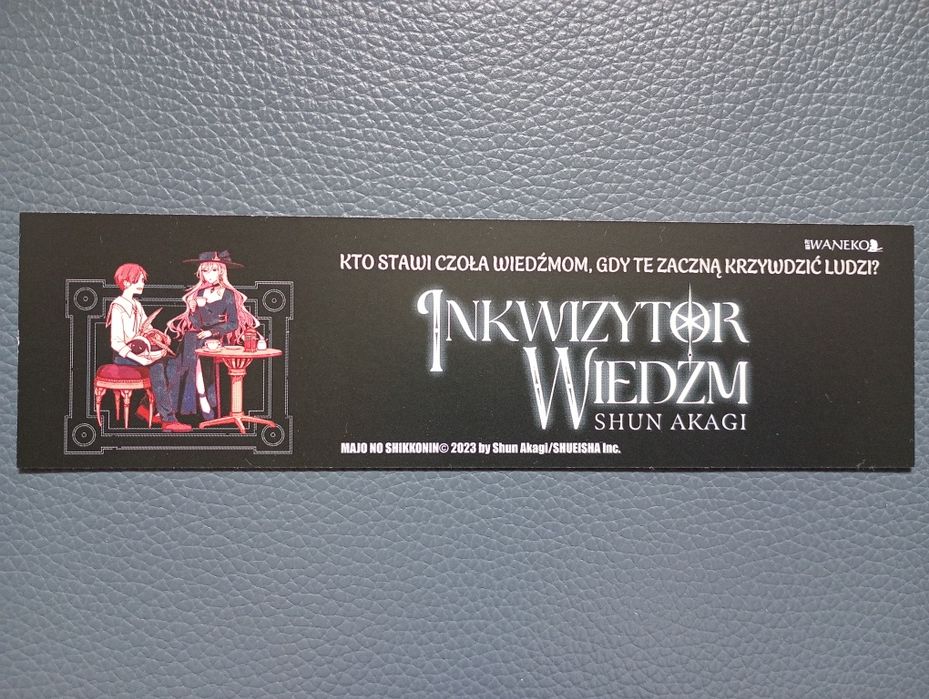 WANEKO
KTO STAWI CZOŁA WIEDŹMOM, GDY TE ZACZNĄ KRZYWDZIĆ LUDZI?
INKWIZYTOR
WIEDŹM
SHUN AKAGI
MAJO NO SHIKKONIN© 2023 by Shun Akagi/SHUEISHA Inc.